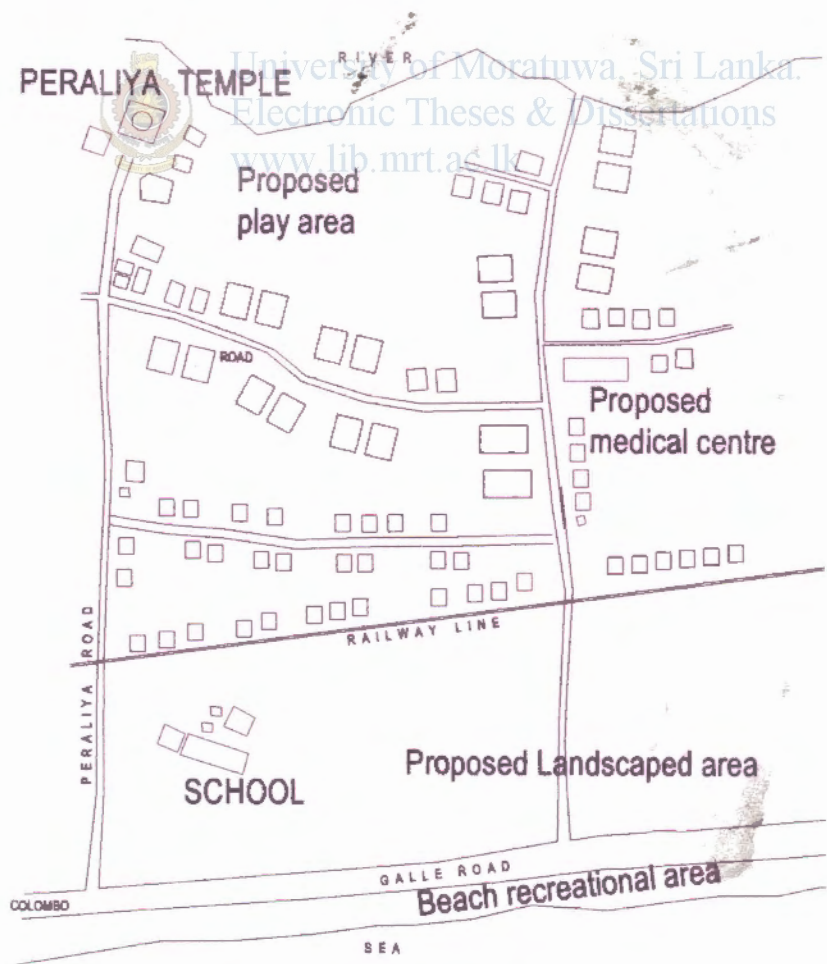 RIVER
University of Moratuwa, Sri Lanka.
Electronic Theses & Dissertations
www.lib.mrt.ac.lk
PERALIYA TEMPLE
Proposed
play area
ROAD
Proposed
medical centre
PERALIYA ROAD
RAILWAY LINE
SCHOOL
Proposed Landscaped area
GALLE ROAD
Beach recreational area
COLOMBO
SEA